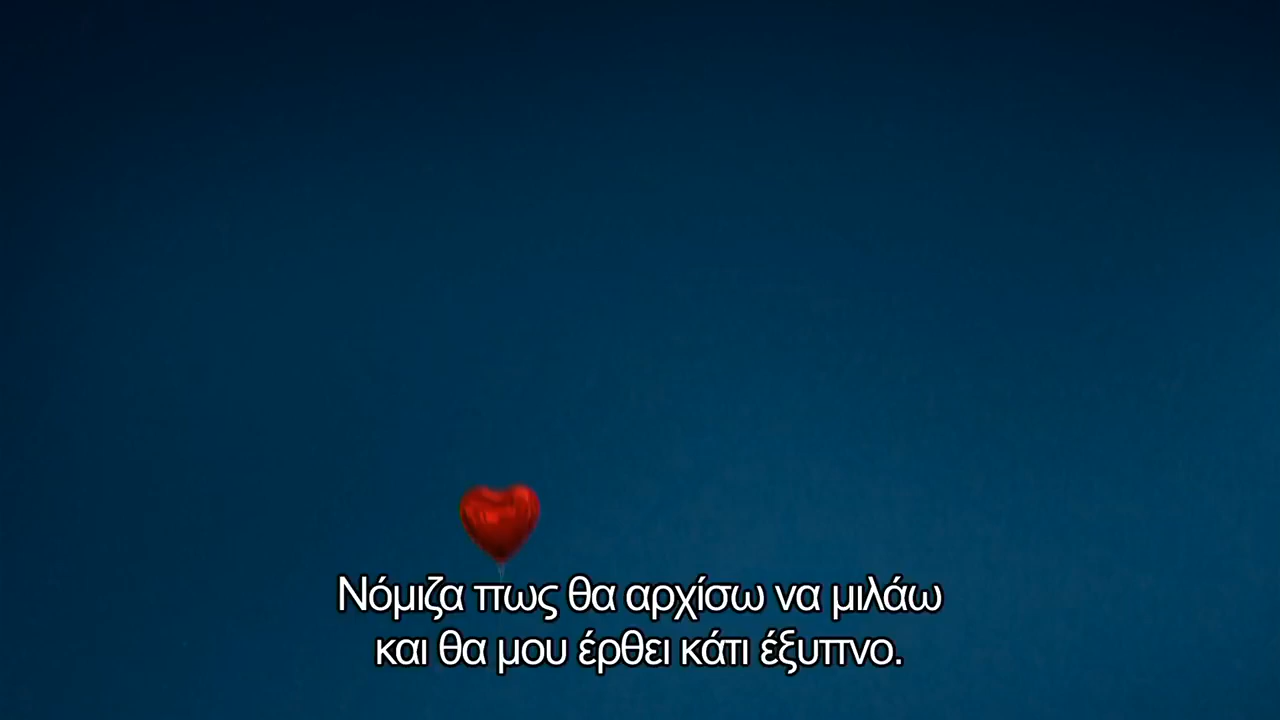 Νόμιζα πως θα αρχίσω να μιλάω
και θα μου έρθει κάτι έξυπνο.